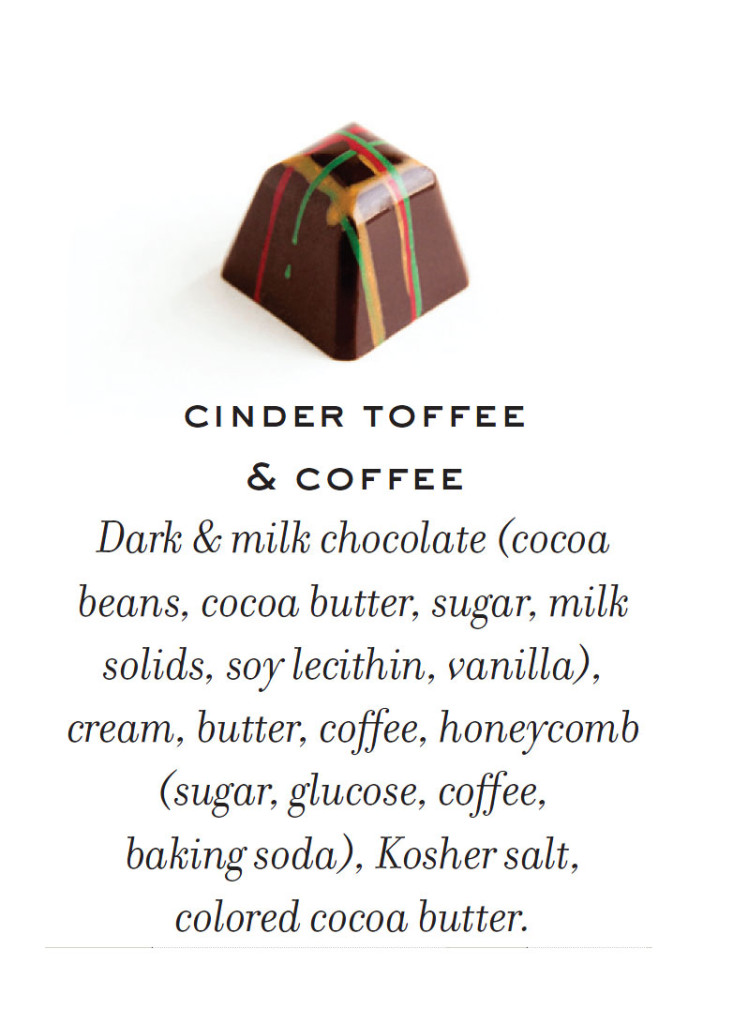 CINDER TOFFEE
& COFFEE
Dark & milk chocolate (cocoa
beans, cocoa butter, sugar, milk
solids, soy lecithin, vanilla),
cream, butter, coffee, honeycomb
(sugar, glucose, coffee,
baking soda), Kosher salt,
colored cocoa butter.